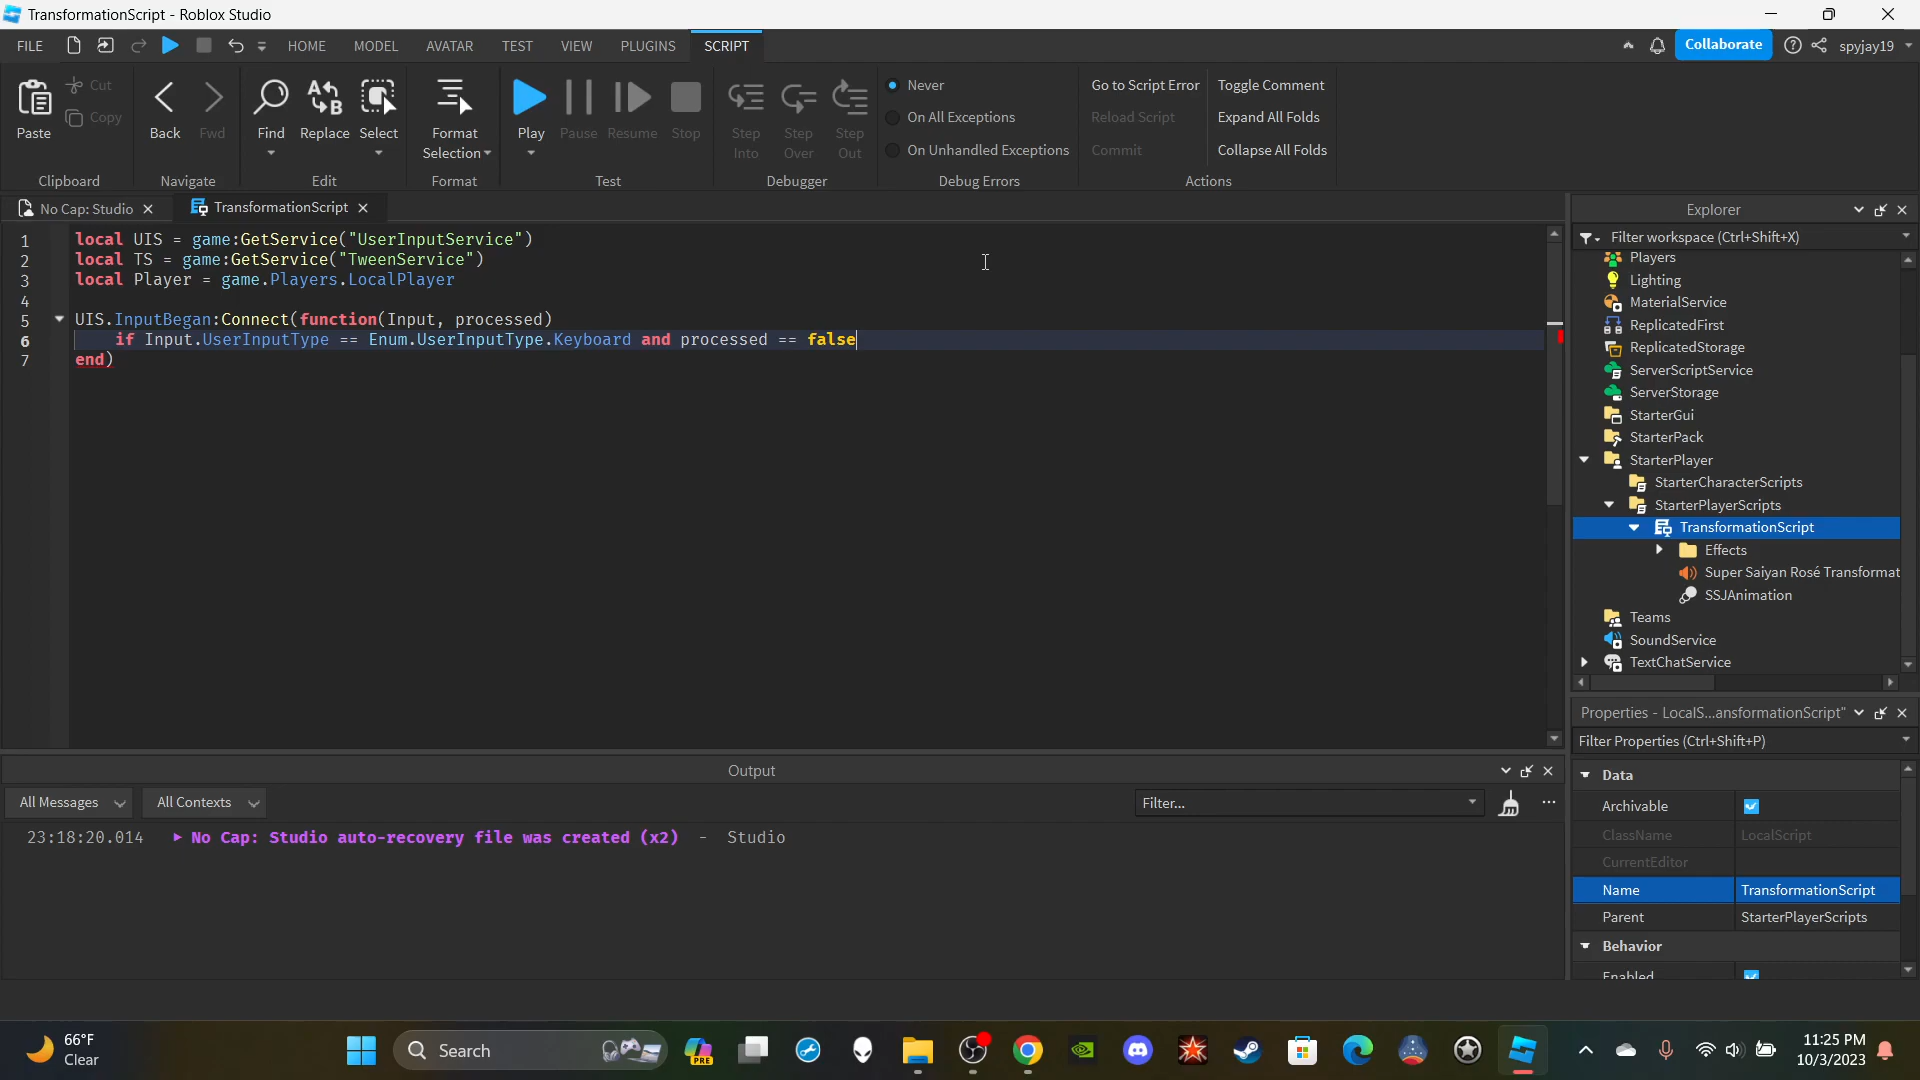 TransformationScript - Roblox Studio
FILE HOME MODEL AVATAR TEST VIEW PLUGINS SCRIPT Collaborate spyjay19
Paste Cut Copy
Clipboard
Back Fwd
Navigate
Find Replace Select
Edit
Format
Selection
Format
Play Pause Resume Stop
Test
Step Into Step Over Step Out
Debugger
Never
On All Exceptions
On Unhandled Exceptions
Debug Errors
Go to Script Error Toggle Comment
Reload Script Expand All Folds
Commit Collapse All Folds
Actions
No Cap: Studio TransformationScript
1 local UIS = game:GetService("UserInputService")
2 local TS = game:GetService("TweenService")
3 local Player = game.Players.LocalPlayer
4
5 UIS.InputBegan:Connect(function(Input, processed)
6 if Input.UserInputType == Enum.UserInputType.Keyboard and processed == false
7 end)
Explorer
Filter workspace (Ctrl+Shift+X)
Players
Lighting
MaterialService
ReplicatedFirst
ReplicatedStorage
ServerScriptService
ServerStorage
StarterGui
StarterPack
StarterPlayer
StarterCharacterScripts
StarterPlayerScripts
TransformationScript
Effects
Super Saiyan Rosé Transformat
SSJAnimation
Teams
SoundService
TextChatService
Properties - LocalS...ansformationScript"
Filter Properties (Ctrl+Shift+P)
Data
Archivable
ClassName LocalScript
CurrentEditor
Name TransformationScript
Parent StarterPlayerScripts
Behavior
Enabled
Output
All Messages All Contexts Filter...
23:18:20.014 No Cap: Studio auto-recovery file was created (x2) - Studio
66°F
Clear
Search
PRE
11:25 PM
10/3/2023